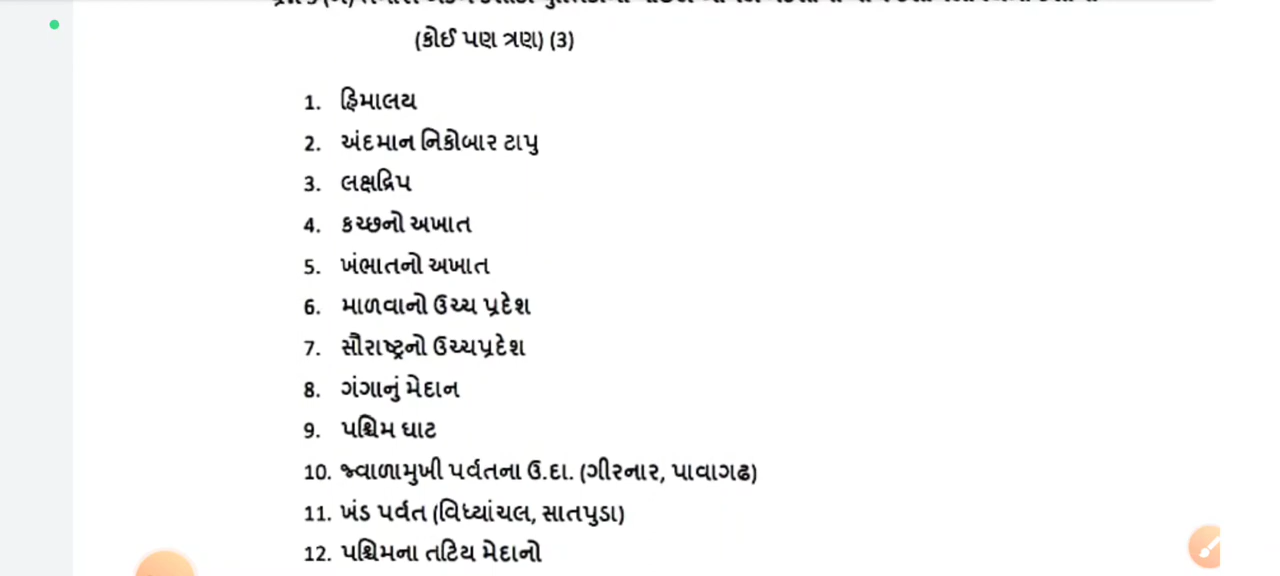 (કોઈ પણ ત્રણ) (૩)
1. હિમાલય
2. અંદમાન નિકોબાર ટાપુ
3. લક્ષદ્રિપ
4. કચ્છનો અખાત
5. ખંભાતનો અખાત
6. માળવાનો ઉચ્ચ પ્રદેશ
7. સૌરાષ્ટ્રનો ઉચ્ચપ્રદેશ
8. ગંગાનું મેદાન
9. પશ્ચિમ ઘાટ
10. જ્વાળામુખી પર્વતના ઉ.દા. (ગીરનાર, પાવાગઢ)
11. ખંડ પર્વત (વિધ્યાંચલ, સાતપુડા)
12. પશ્ચિમના તટિય મેદાનો